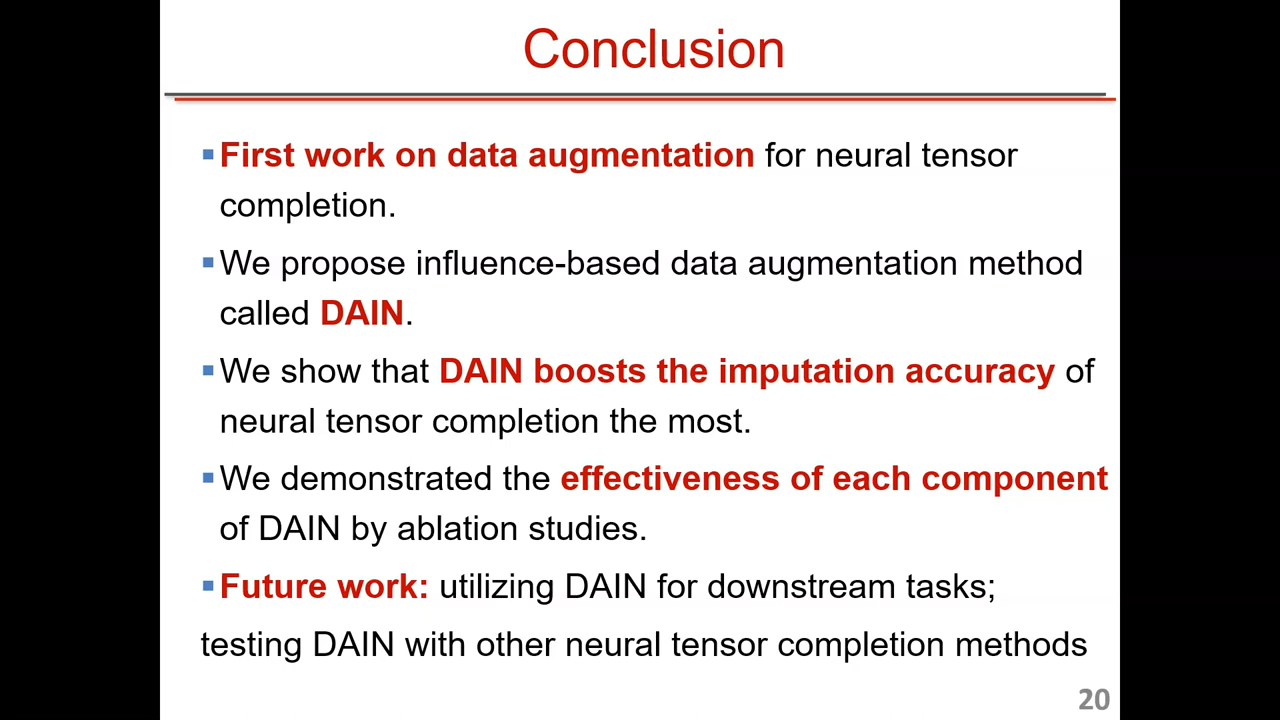 Conclusion
▪First work on data augmentation for neural tensor
completion.
▪We propose influence-based data augmentation method
called DAIN.
▪We show that DAIN boosts the imputation accuracy of
neural tensor completion the most.
▪We demonstrated the effectiveness of each component
of DAIN by ablation studies.
▪Future work: utilizing DAIN for downstream tasks;
testing DAIN with other neural tensor completion methods
20